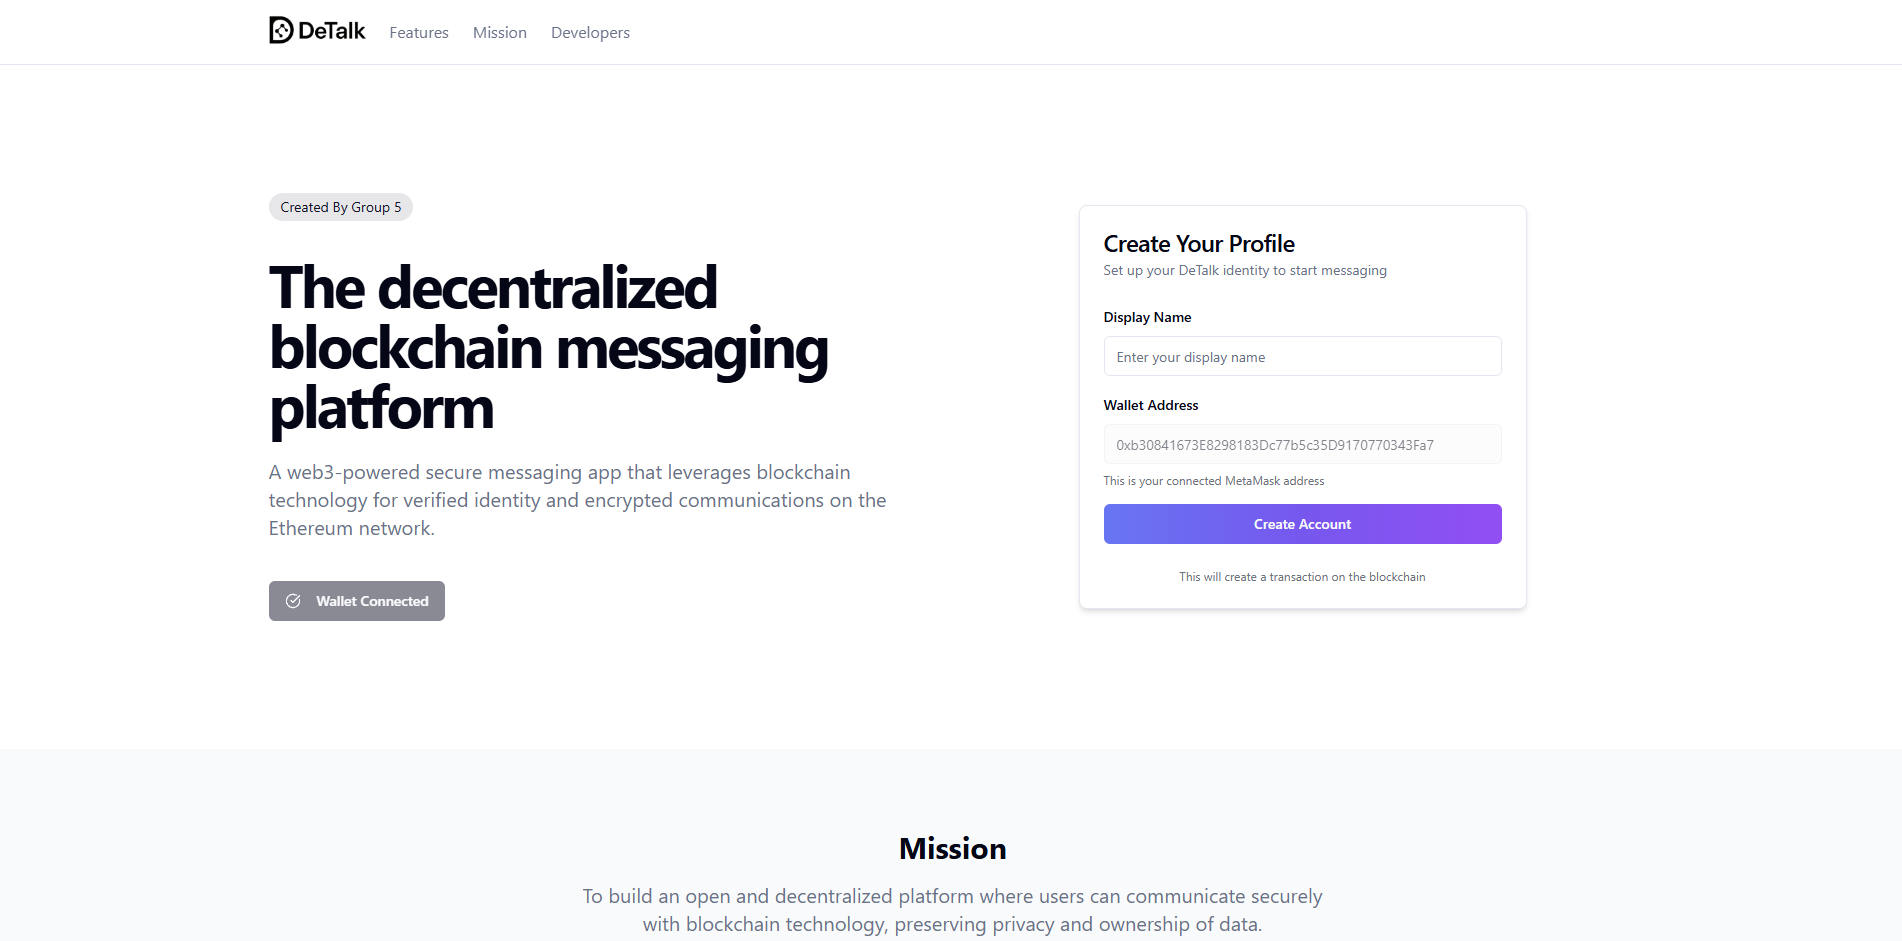 DeTalk
Features
Mission
Developers
Created By Group 5
The decentralized
blockchain messaging
platform
A web3-powered secure messaging app that leverages blockchain
technology for verified identity and encrypted communications on the
Ethereum network.
Wallet Connected
Create Your Profile
Set up your DeTalk identity to start messaging
Display Name
Enter your display name
Wallet Address
0xb30841673E8298183Dc77b5c35D9170770343Fa7
This is your connected MetaMask address
Create Account
This will create a transaction on the blockchain
Mission
To build an open and decentralized platform where users can communicate securely
with blockchain technology, preserving privacy and ownership of data.